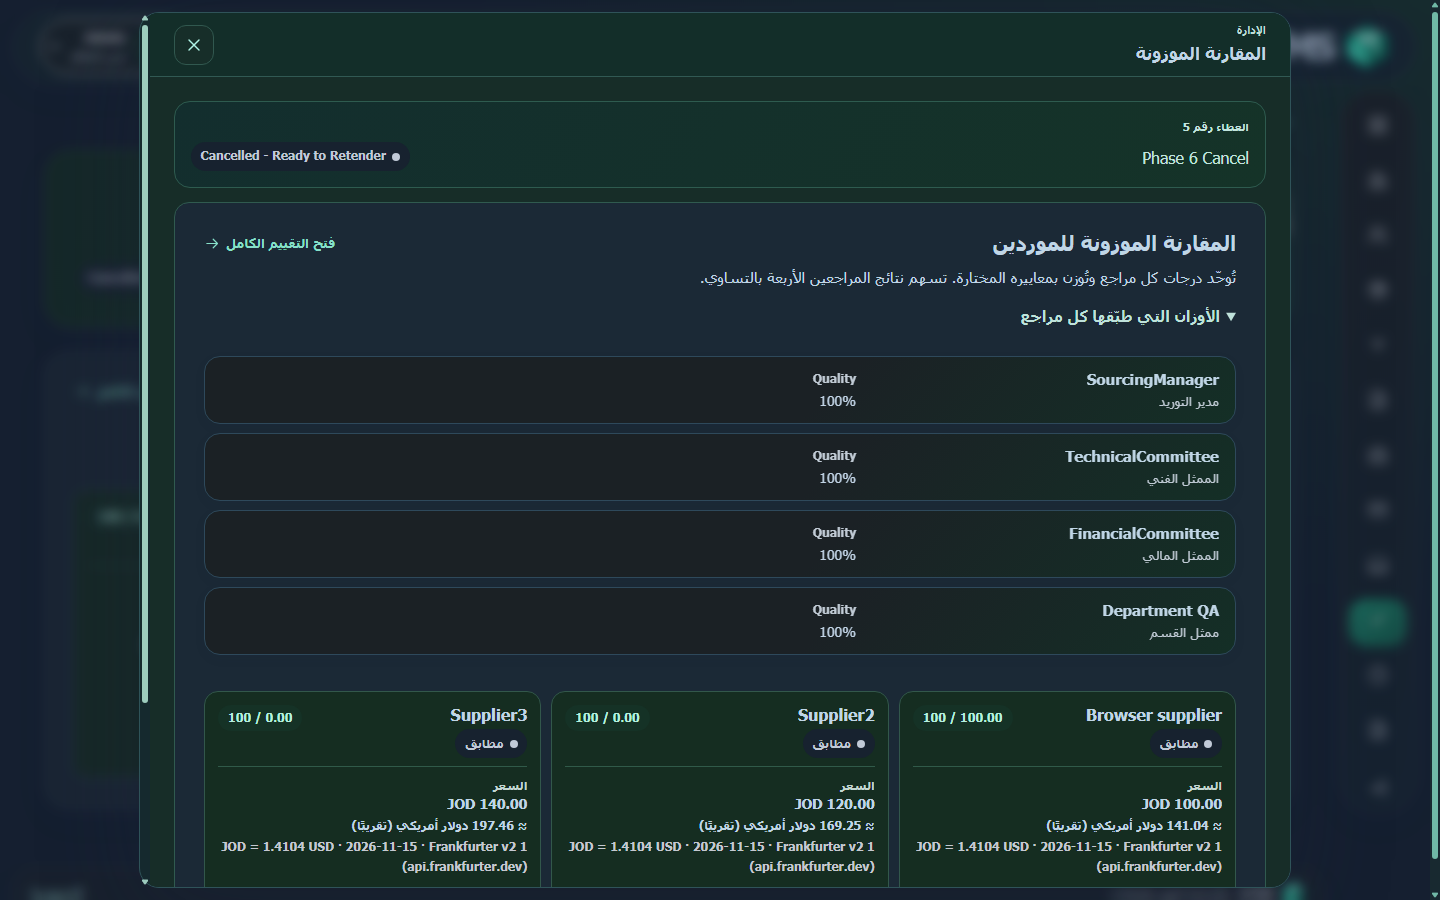 الإدارة
المقارنة الموزونة
العطاء رقم 5
Phase 6 Cancel
Cancelled - Ready to Retender
المقارنة الموزونة للموردين
فتح التقييم الكامل →
تُوحّد درجات كل مراجع وتُوزن بمعاييره المختارة. تسهم نتائج المراجعين الأربعة بالتساوي.
▼ الأوزان التي طبّقها كل مراجع
SourcingManager
مدير التوريد
Quality
100%
TechnicalCommittee
الممثل الفني
Quality
100%
FinancialCommittee
الممثل المالي
Quality
100%
Department QA
ممثل القسم
Quality
100%
Browser supplier
100 / 100.00
مطابق
السعر
JOD 100.00
≈ 141.04 دولار أمريكي (تقريبًا)
JOD = 1.4104 USD · 2026-11-15 · Frankfurter v2 1
(api.frankfurter.dev)
Supplier2
100 / 0.00
مطابق
السعر
JOD 120.00
≈ 169.25 دولار أمريكي (تقريبًا)
JOD = 1.4104 USD · 2026-11-15 · Frankfurter v2 1
(api.frankfurter.dev)
Supplier3
100 / 0.00
مطابق
السعر
JOD 140.00
≈ 197.46 دولار أمريكي (تقريبًا)
JOD = 1.4104 USD · 2026-11-15 · Frankfurter v2 1
(api.frankfurter.dev)